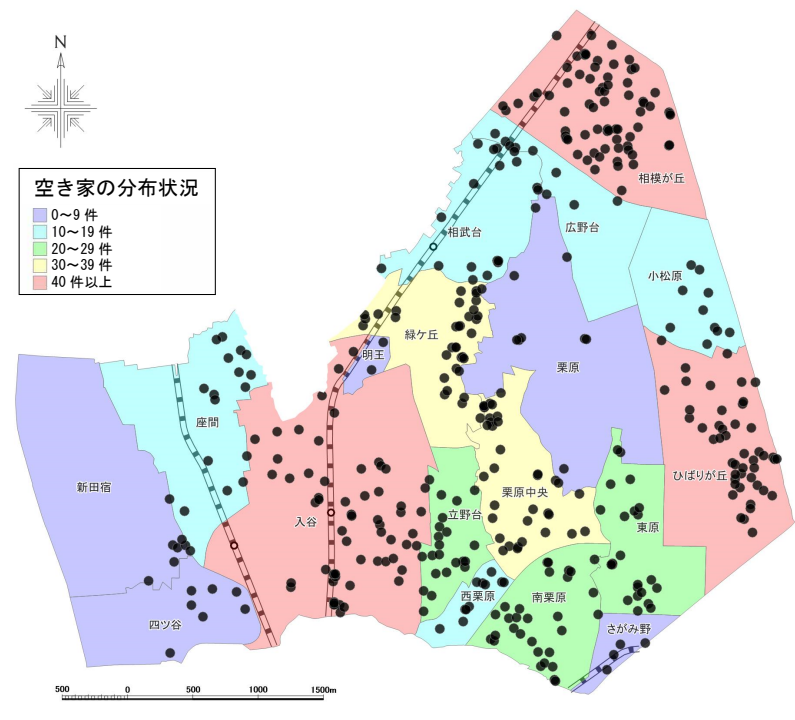 N
空き家の分布状況
0～9 件
10～19 件
20～29 件
30～39 件
40 件以上
相模が丘
相武台
広野台
小松原
緑ケ丘
明王
栗原
座間
ひばりが丘
新田宿
入谷
立野台
栗原中央
東原
西栗原
南栗原
四ツ谷
さがみ野
500 0 500 1000 1500m